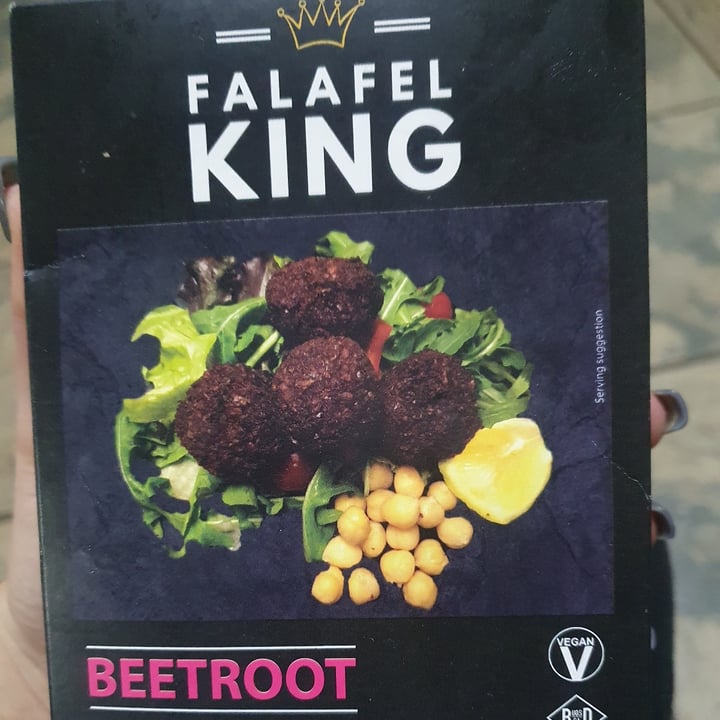 FALAFEL
KING
Serving suggestion
BEETROOT
VEGAN
V